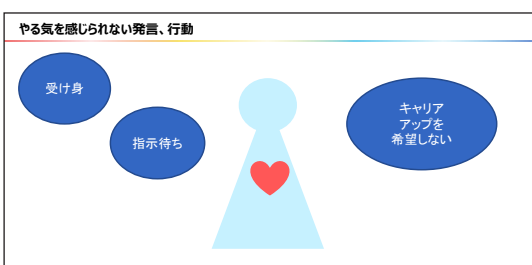 やる気を感じられない発言、行動
受け身
指示待ち
キャリア
アップを
希望しない